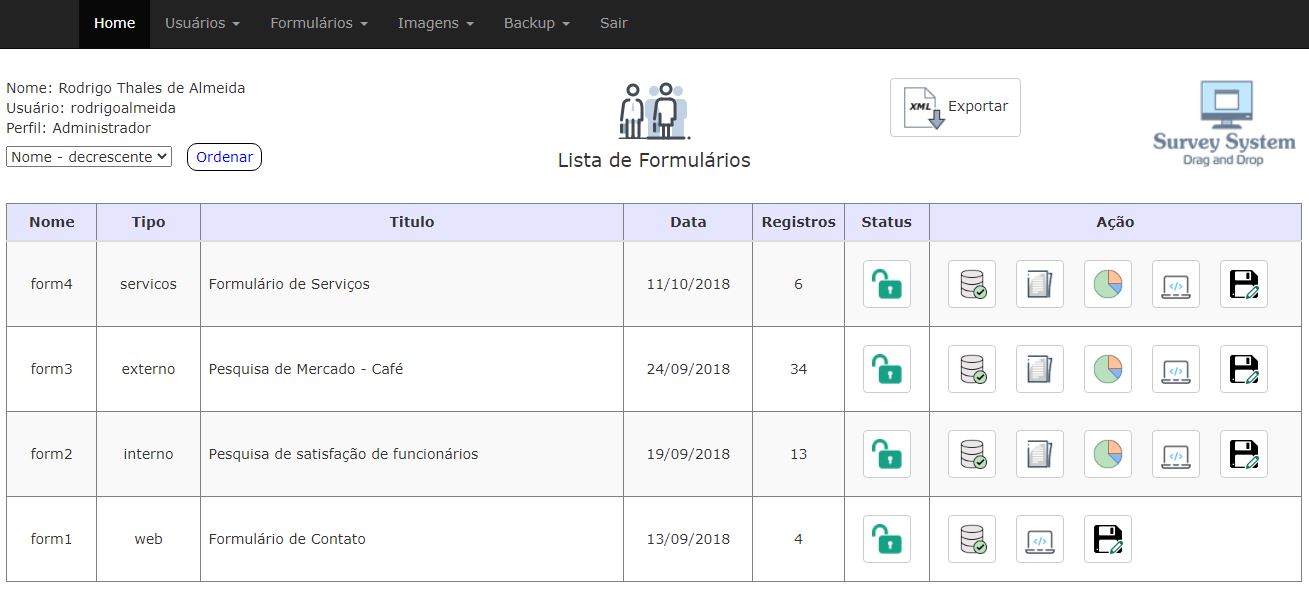 Home Usuários Formulários Imagens Backup Sair
Nome: Rodrigo Thales de Almeida
Usuário: rodrigoalmeida
Perfil: Administrador
Nome - decrescente Ordenar
Lista de Formulários
XML Exportar
Survey System
Drag and Drop
Nome Tipo Titulo Data Registros Status Ação
form4 servicos Formulário de Serviços 11/10/2018 6 </>
form3 externo Pesquisa de Mercado - Café 24/09/2018 34 </>
form2 interno Pesquisa de satisfação de funcionários 19/09/2018 13 </>
form1 web Formulário de Contato 13/09/2018 4 </>